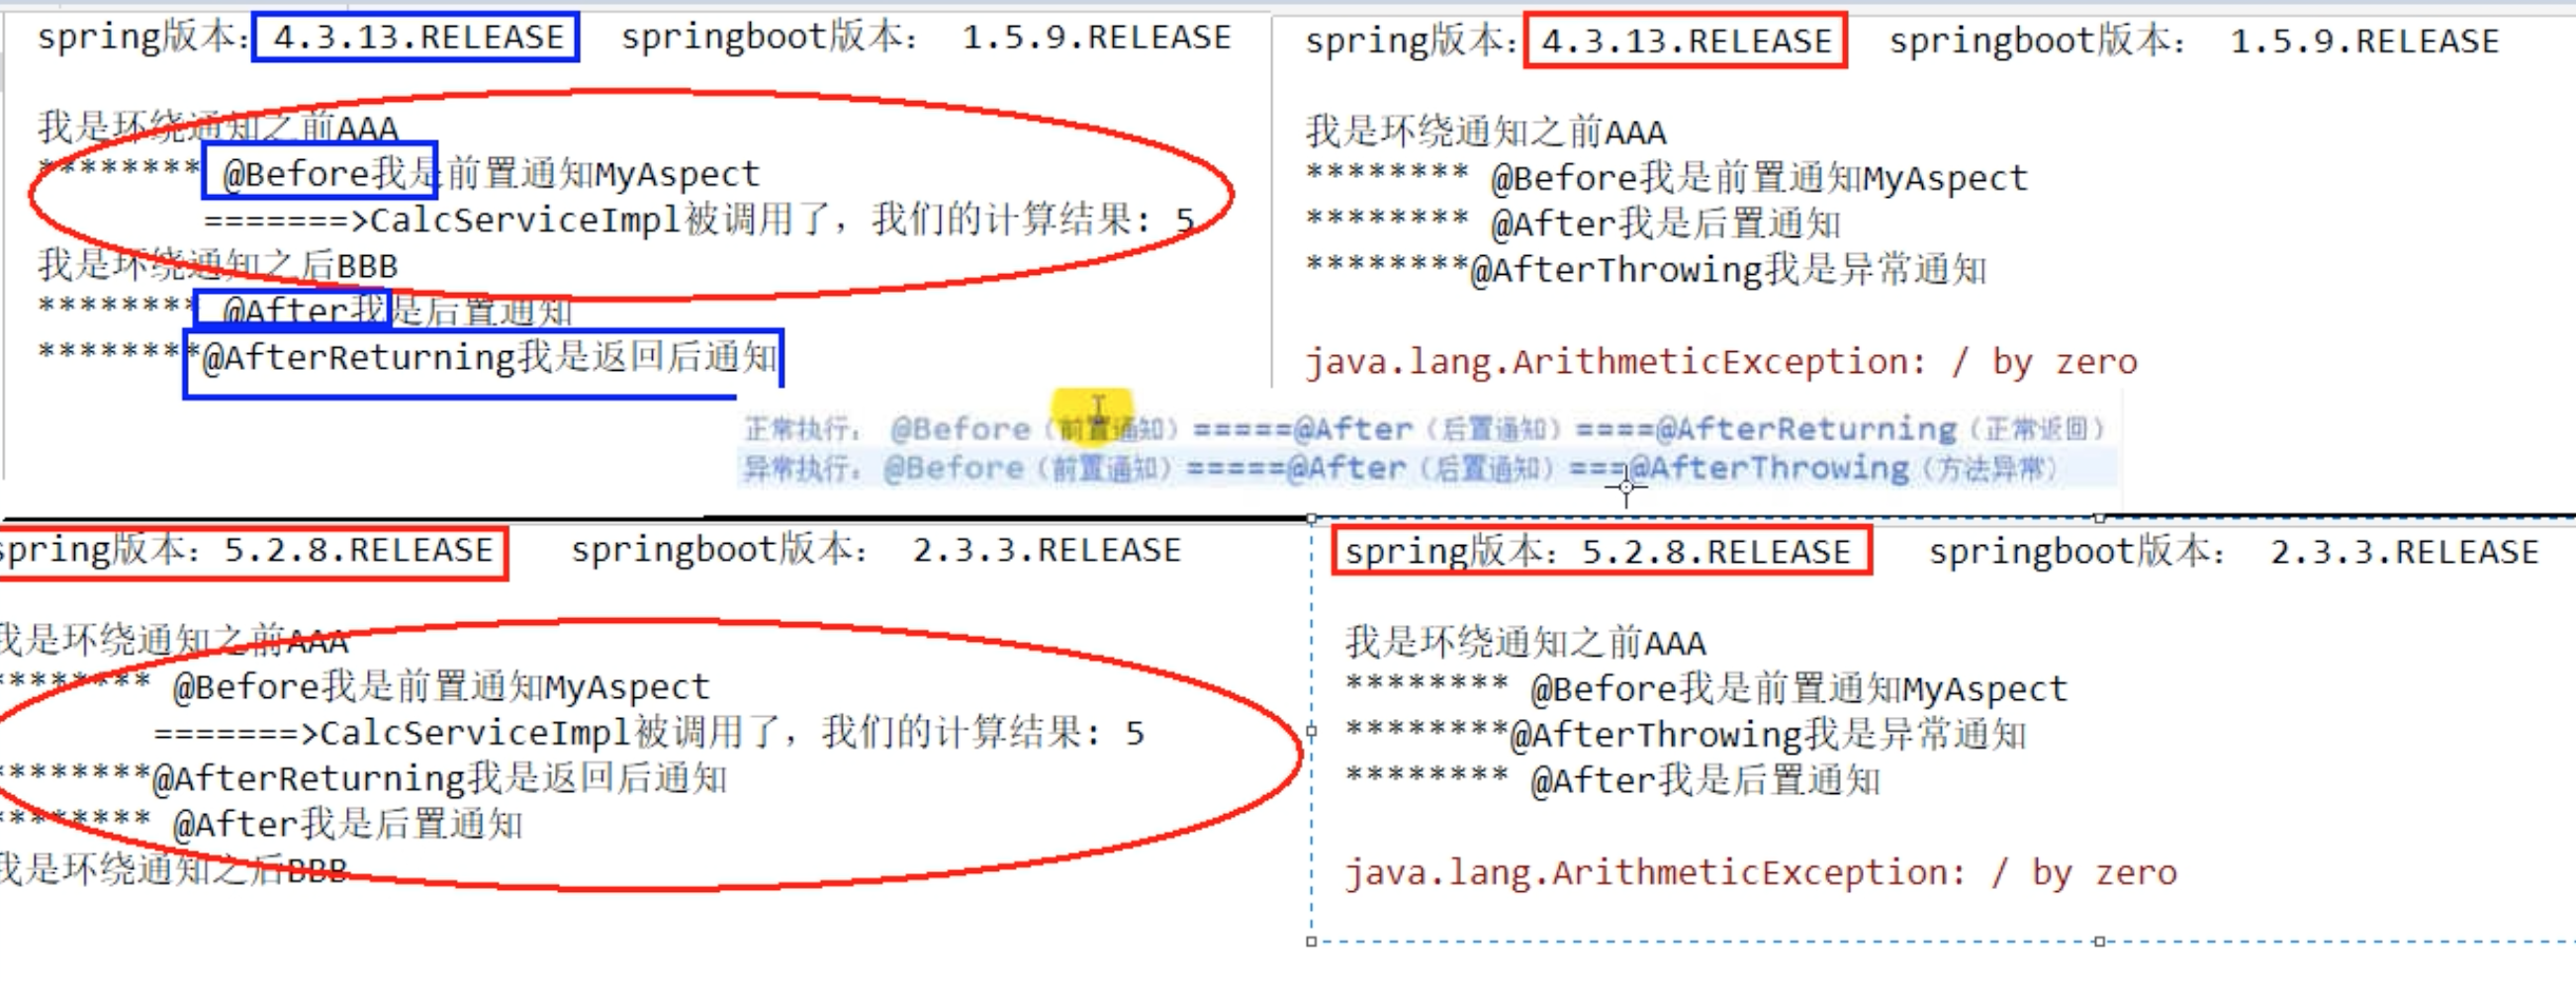 spring版本: 4.3.13.RELEASE springboot版本: 1.5.9.RELEASE
我是环绕通知之前AAA
******** @Before我是前置通知MyAspect
=======>CalcServiceImpl被调用了，我们的计算结果: 5
我是环绕通知之后BBB
******** @After我是后置通知
********@AfterReturning我是返回后通知
spring版本: 4.3.13.RELEASE springboot版本: 1.5.9.RELEASE
我是环绕通知之前AAA
******** @Before我是前置通知MyAspect
******** @After我是后置通知
********@AfterThrowing我是异常通知
java.lang.ArithmeticException: / by zero
正常执行: @Before（前置通知）=====@After（后置通知）====@AfterReturning（正常返回）
异常执行: @Before（前置通知）=====@After（后置通知）===@AfterThrowing（方法异常）
spring版本: 5.2.8.RELEASE springboot版本: 2.3.3.RELEASE
我是环绕通知之前AAA
******** @Before我是前置通知MyAspect
=======>CalcServiceImpl被调用了，我们的计算结果: 5
********@AfterReturning我是返回后通知
******** @After我是后置通知
我是环绕通知之后BBB
spring版本: 5.2.8.RELEASE springboot版本: 2.3.3.RELEASE
我是环绕通知之前AAA
******** @Before我是前置通知MyAspect
********@AfterThrowing我是异常通知
******** @After我是后置通知
java.lang.ArithmeticException: / by zero